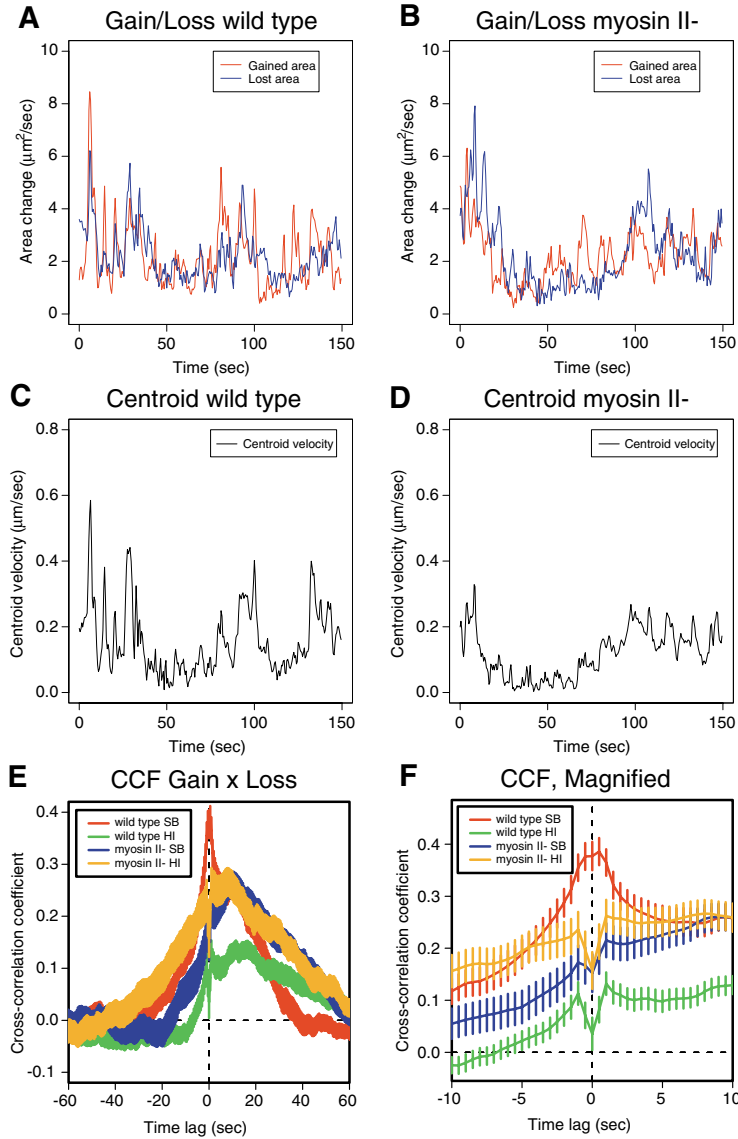 A
Gain/Loss wild type
10
8
6
4
2
0
Area change (μm²/sec)
Gained area
Lost area
0
50
100
150
Time (sec)
B
Gain/Loss myosin II-
10
8
6
4
2
0
Area change (μm²/sec)
Gained area
Lost area
0
50
100
150
Time (sec)
C
Centroid wild type
0.8
0.6
0.4
0.2
0.0
Centroid velocity (μm/sec)
Centroid velocity
0
50
100
150
Time (sec)
D
Centroid myosin II-
0.8
0.6
0.4
0.2
0.0
Centroid velocity (μm/sec)
Centroid velocity
0
50
100
150
Time (sec)
E
CCF Gain x Loss
0.4
0.3
0.2
0.1
0.0
-0.1
Cross-correlation coefficient
wild type SB
wild type HI
myosin II- SB
myosin II- HI
-60
-40
-20
0
20
40
60
Time lag (sec)
F
CCF, Magnified
0.4
0.3
0.2
0.1
0.0
Cross-correlation coefficient
wild type SB
wild type HI
myosin II- SB
myosin II- HI
-10
-5
0
5
10
Time lag (sec)